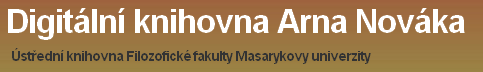 Digitální knihovna Arna Nováka
Ústřední knihovna Filozofické fakulty Masarykovy univerzity